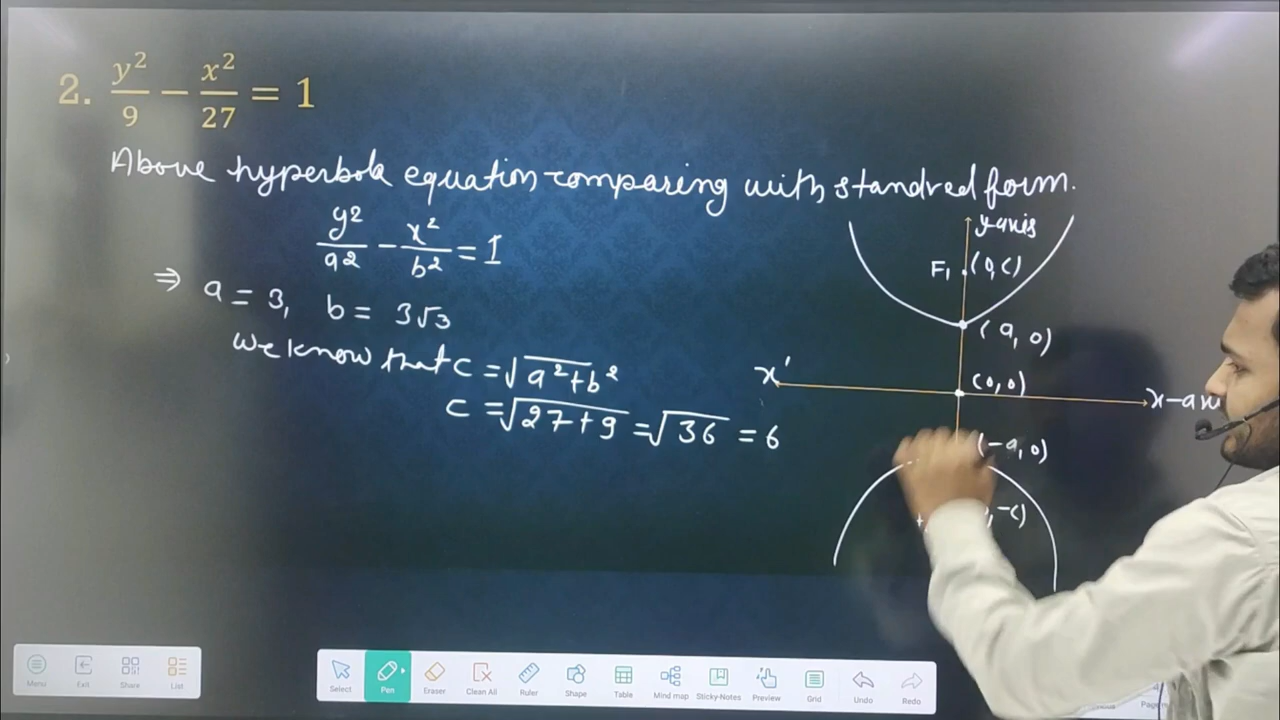 2. y²/9 − x²/27 = 1
Above hyperbola equation comparing with standred form.
y²/a² − x²/b² = 1
⇒ a = 3, b = 3√3
We know that c = √a²+b²
c = √27+9 = √36 = 6
y-axis
F₁ (0, c)
(a, 0)
x′
(0,0)
x-axis
(-a, 0)
, -c)
Menu Exit Share List
Select Pen Eraser Clean All Ruler Shape Table Mind map Sticky-Notes Preview Grid Undo Redo